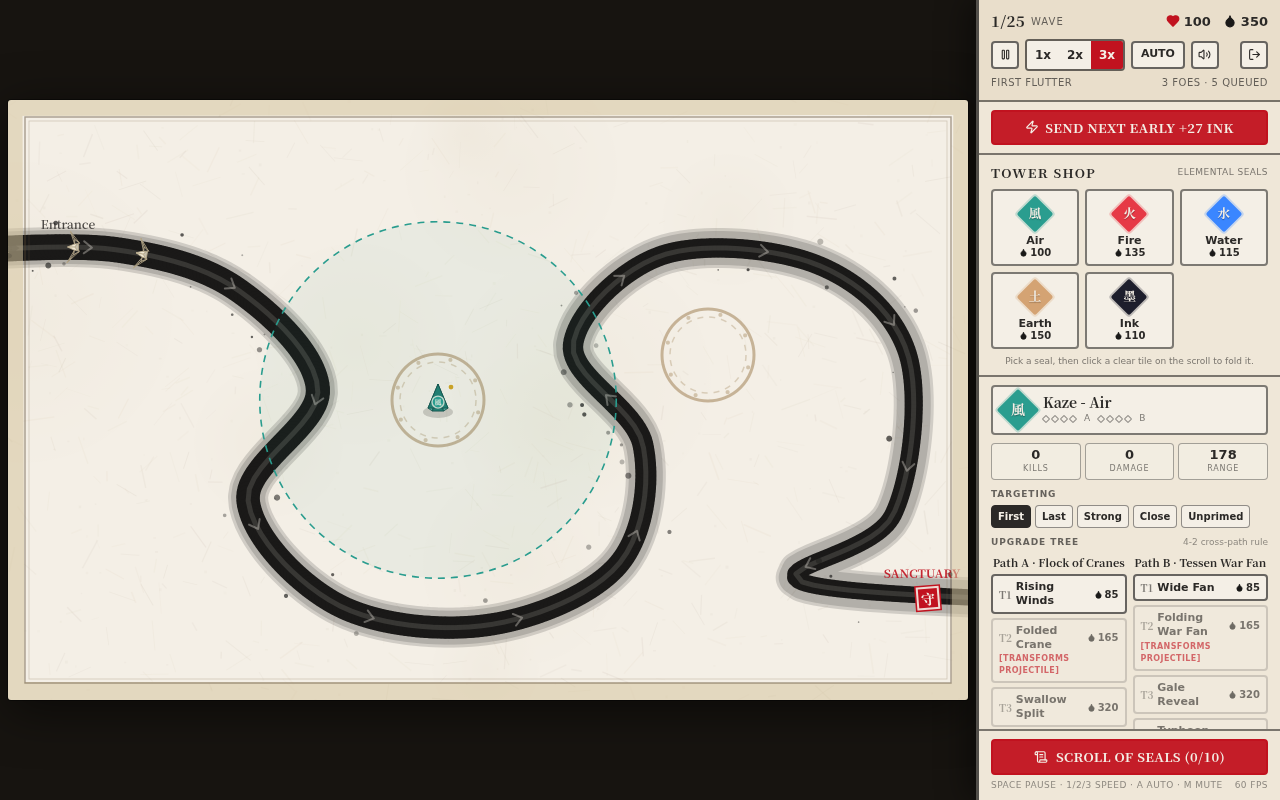 1/25 WAVE 100 350
1x 2x 3x AUTO
FIRST FLUTTER 3 FOES · 5 QUEUED
SEND NEXT EARLY +27 INK
TOWER SHOP ELEMENTAL SEALS
風 火 水
Air Fire Water
100 135 115
土 墨
Earth Ink
150 110
Pick a seal, then click a clear tile on the scroll to fold it.
風 Kaze - Air
A B
0 0 178
KILLS DAMAGE RANGE
TARGETING
First Last Strong Close Unprimed
UPGRADE TREE 4-2 cross-path rule
Path A · Flock of Cranes Path B · Tessen War Fan
T1 Rising Winds 85
T2 Folded Crane 165
[TRANSFORMS PROJECTILE]
T3 Swallow Split 320
T1 Wide Fan 85
T2 Folding War Fan 165
[TRANSFORMS PROJECTILE]
T3 Gale Reveal 320
SCROLL OF SEALS (0/10)
SPACE PAUSE · 1/2/3 SPEED · A AUTO · M MUTE 60 FPS
Entrance
風
SANCTUARY
守